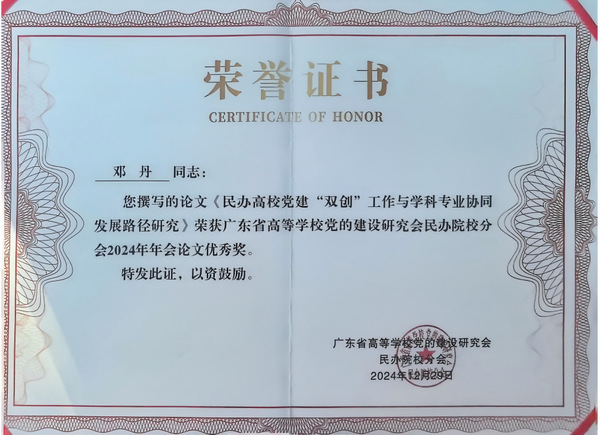 荣誉证书
CERTIFICATE OF HONOR
邓 丹 同志：
您撰写的论文《民办高校党建“双创”工作与学科专业协同
发展路径研究》荣获广东省高等学校党的建设研究会民办院校分
会2024年年会论文优秀奖。
特发此证，以资鼓励。
广东省高等学校党的建设研究会
民办院校分会
2024年12月29日